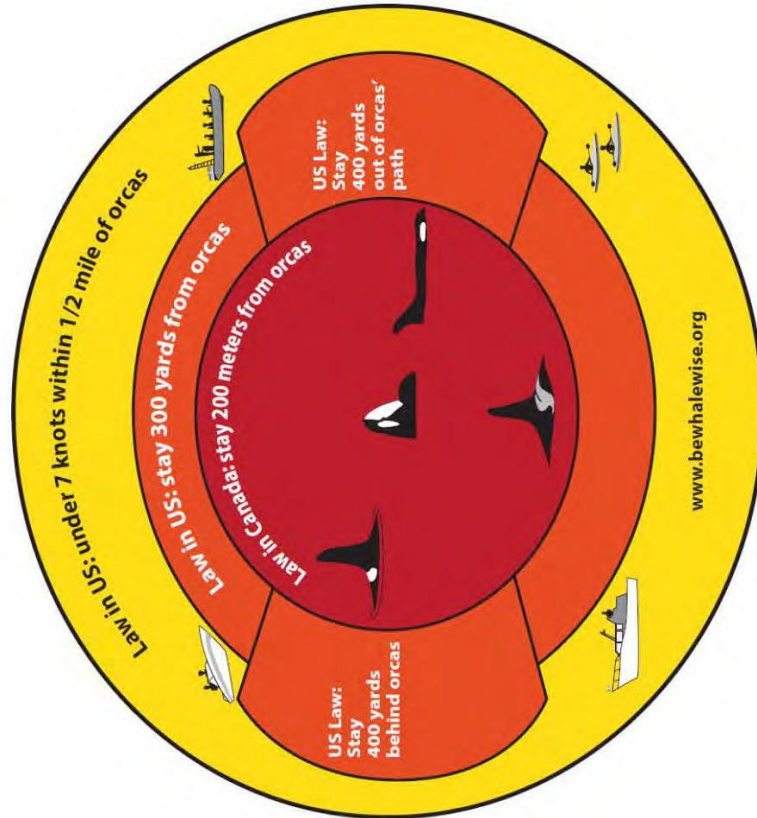 Law in US: under 7 knots within 1/2 mile of orcas
Law in US: stay 300 yards from orcas
Law in Canada: stay 200 meters from orcas
US Law:
Stay
400 yards
behind orcas
US Law:
Stay
400 yards
out of orcas'
path
www.bewhalewise.org